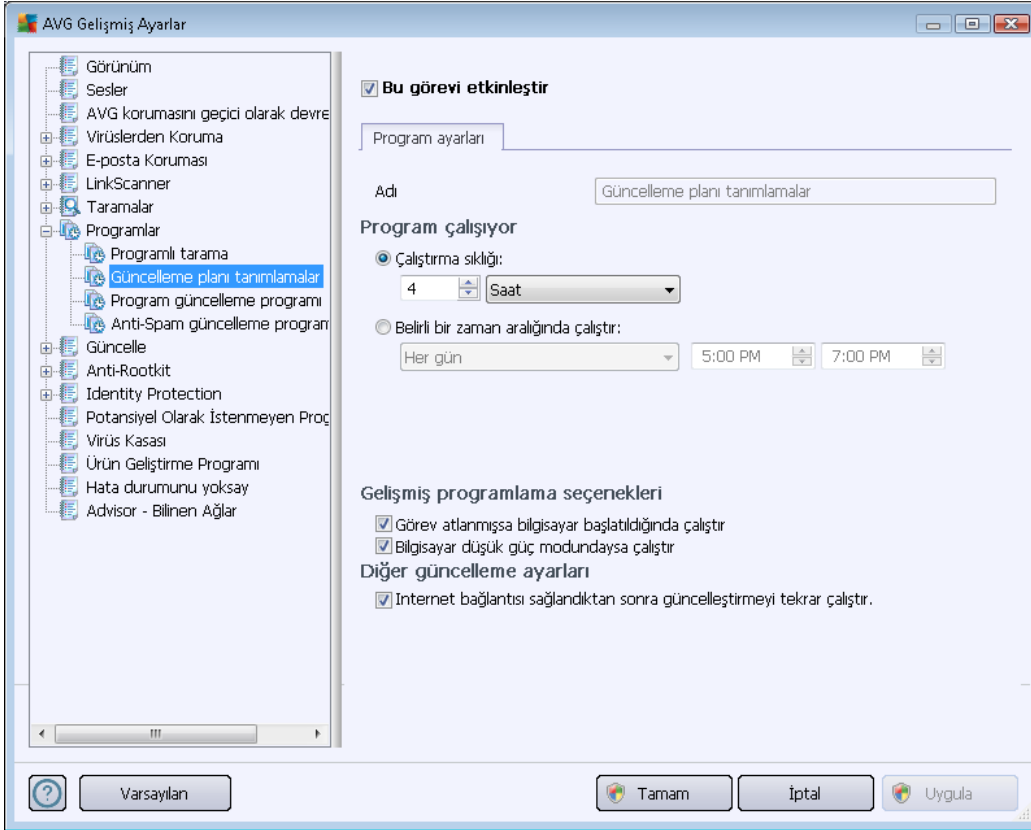 AVG Gelişmiş Ayarlar
Görünüm
Sesler
AVG korumasını geçici olarak devre
Virüslerden Koruma
E-posta Koruması
LinkScanner
Taramalar
Programlar
Programlı tarama
Güncelleme planı tanımlamalar
Program güncelleme programı
Anti-Spam güncelleme program
Güncelle
Anti-Rootkit
Identity Protection
Potansiyel Olarak İstenmeyen Prog
Virüs Kasası
Ürün Geliştirme Programı
Hata durumunu yoksay
Advisor - Bilinen Ağlar
Bu görevi etkinleştir
Program ayarları
Adı Güncelleme planı tanımlamalar
Program çalışıyor
Çalıştırma sıklığı:
4 Saat
Belirli bir zaman aralığında çalıştır:
Her gün 5:00 PM 7:00 PM
Gelişmiş programlama seçenekleri
Görev atlanmışsa bilgisayar başlatıldığında çalıştır
Bilgisayar düşük güç modundaysa çalıştır
Diğer güncelleme ayarları
Internet bağlantısı sağlandıktan sonra güncelleştirmeyi tekrar çalıştır.
Varsayılan Tamam İptal Uygula